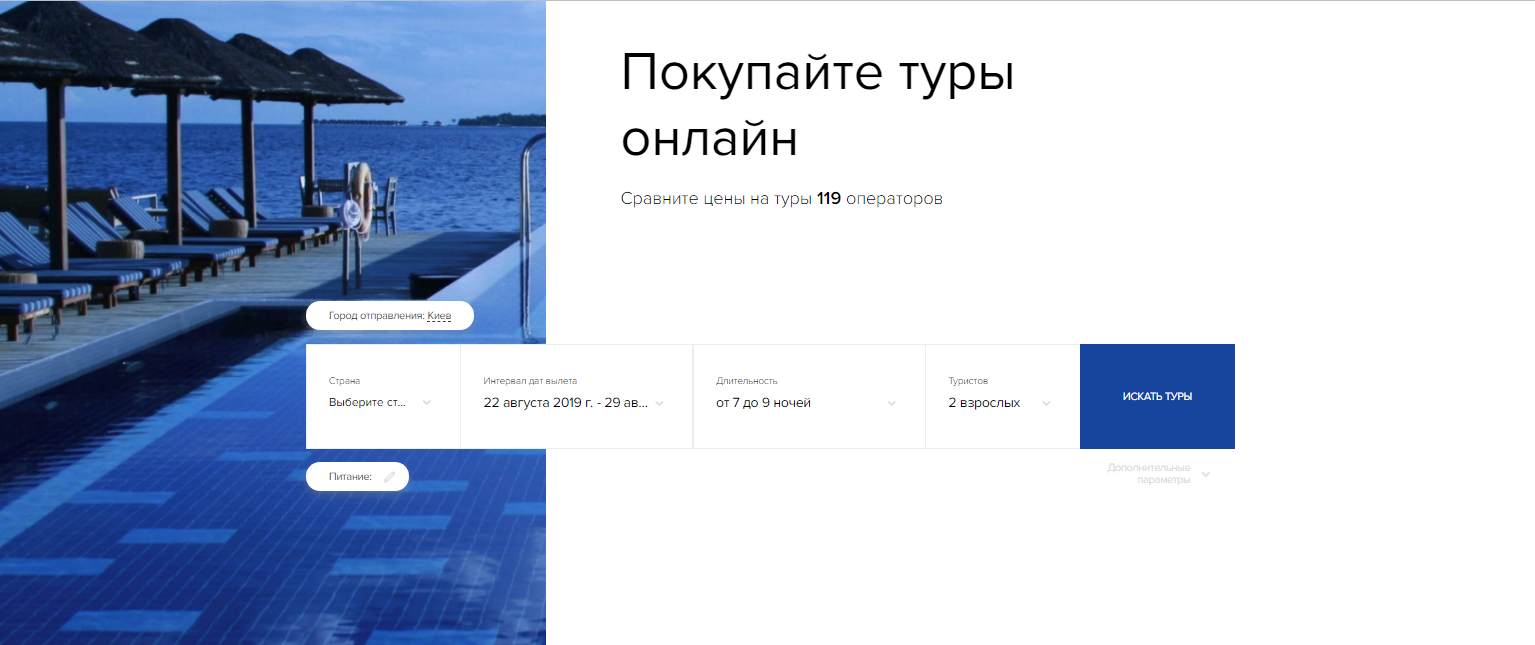 Покупайте туры
онлайн
Сравните цены на туры 119 операторов
Город отправления: Киев
Страна
Выберите ст...
Интервал дат вылета
22 августа 2019 г. - 29 ав...
Длительность
от 7 до 9 ночей
Туристов
2 взрослых
ИСКАТЬ ТУРЫ
Питание:
Дополнительные
параметры